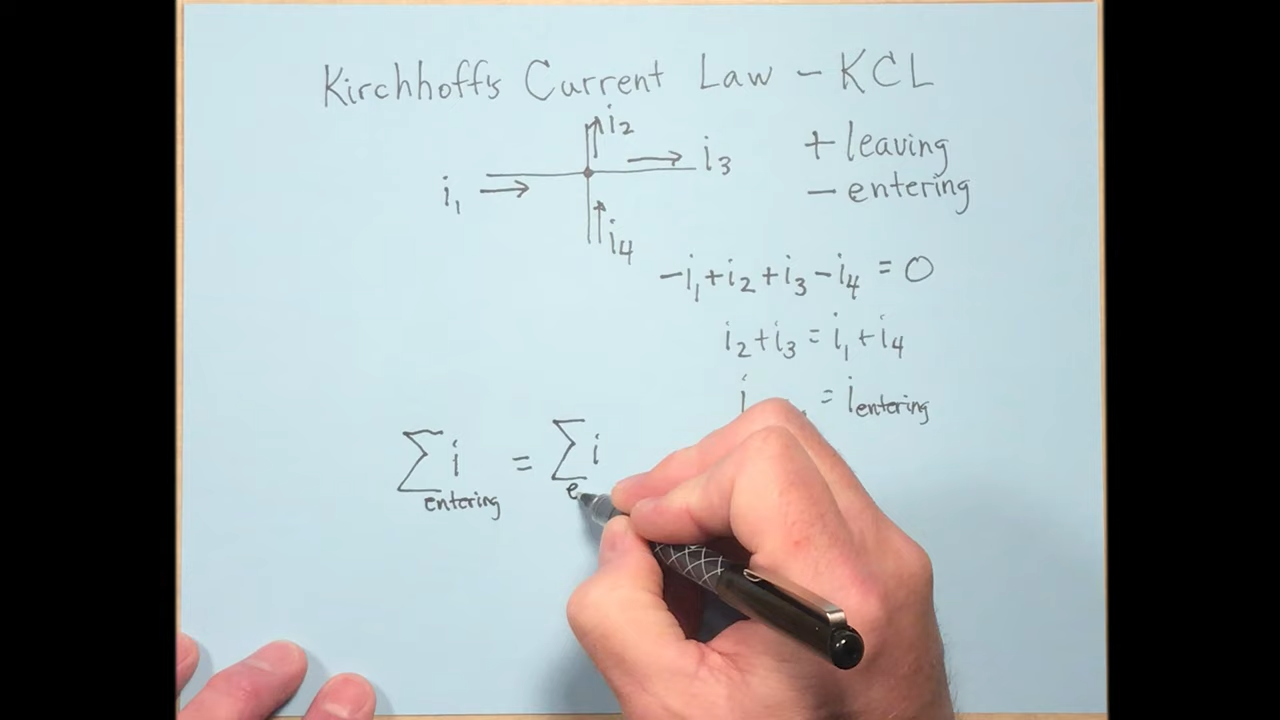 Kirchhoff's Current Law - KCL
i2
i3
i1
i4
+ leaving
- entering
-i1+i2+i3-i4 = 0
i2+i3 = i1+i4
i = ientering
∑i = ∑i
entering e